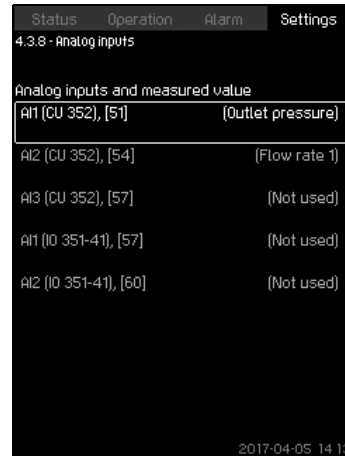 Status Operation Alarm Settings
4.3.8 - Analog inputs
Analog inputs and measured value
AI1 (CU 352), [51] (Outlet pressure)
AI2 (CU 352), [54] (Flow rate 1)
AI3 (CU 352), [57] (Not used)
AI1 (IO 351-41), [57] (Not used)
AI2 (IO 351-41), [60] (Not used)
2017-04-05 14:1